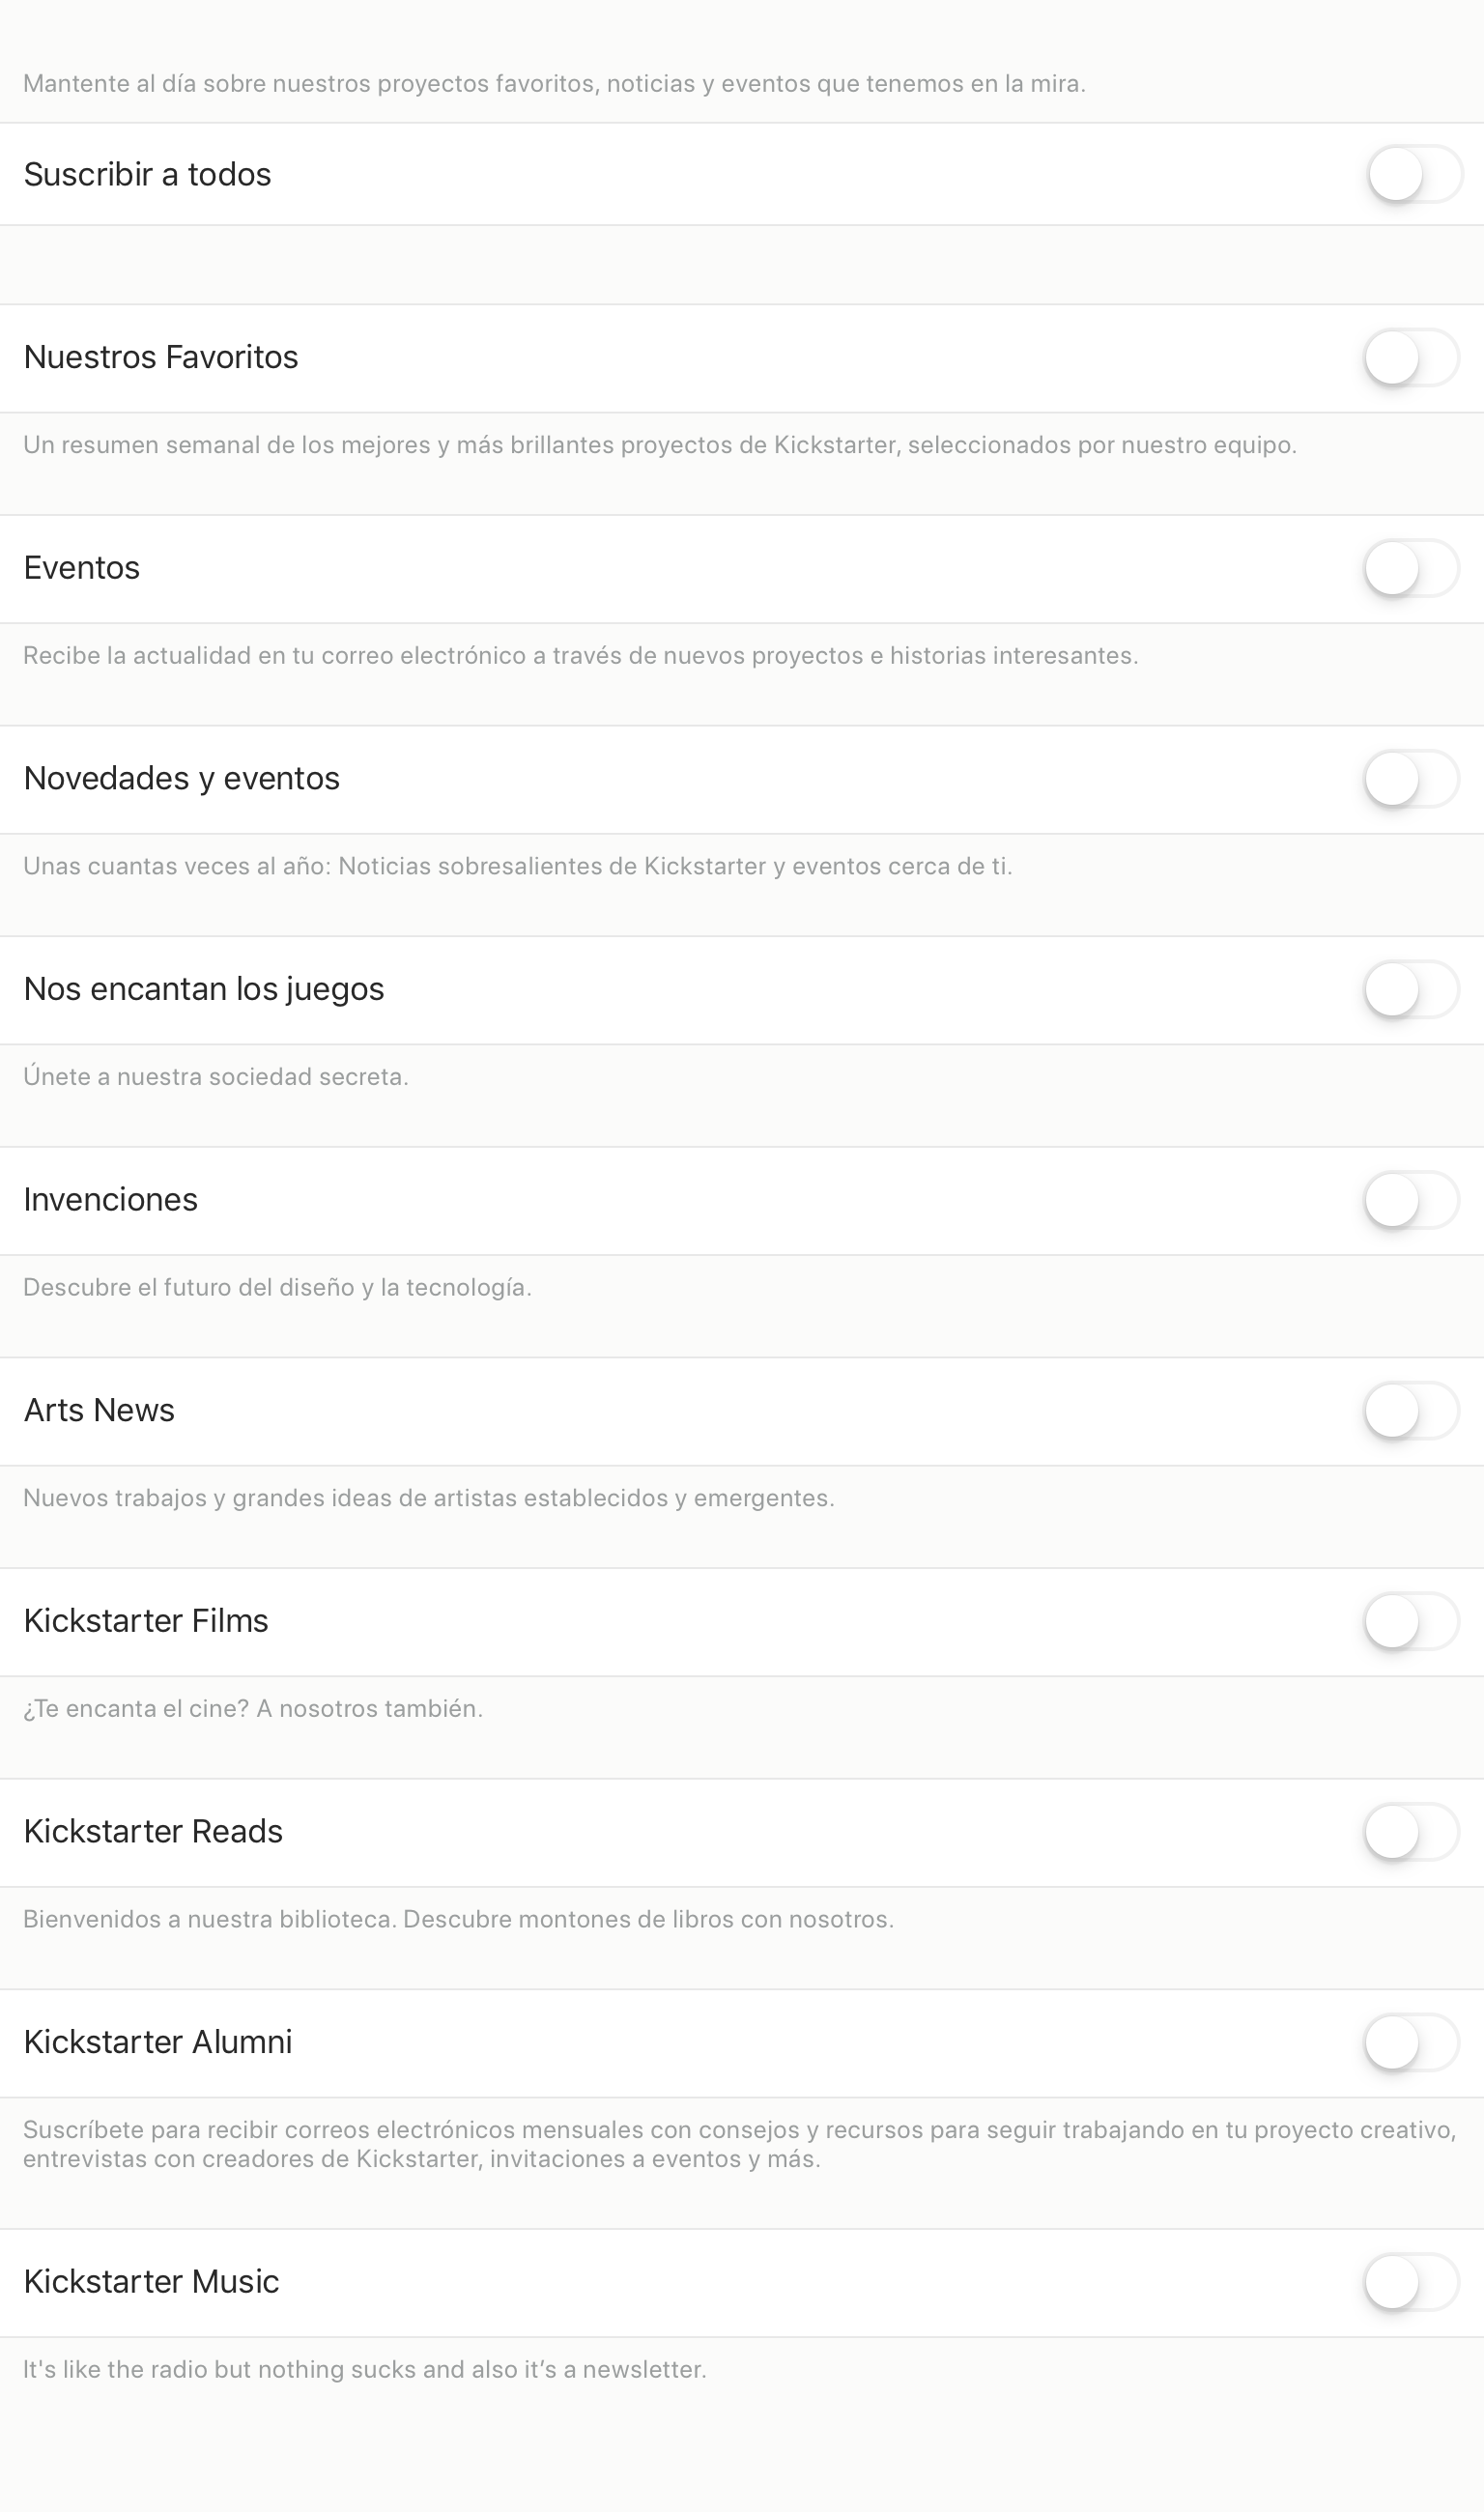 Mantente al día sobre nuestros proyectos favoritos, noticias y eventos que tenemos en la mira.
Suscribir a todos
Nuestros Favoritos
Un resumen semanal de los mejores y más brillantes proyectos de Kickstarter, seleccionados por nuestro equipo.
Eventos
Recibe la actualidad en tu correo electrónico a través de nuevos proyectos e historias interesantes.
Novedades y eventos
Unas cuantas veces al año: Noticias sobresalientes de Kickstarter y eventos cerca de ti.
Nos encantan los juegos
Únete a nuestra sociedad secreta.
Invenciones
Descubre el futuro del diseño y la tecnología.
Arts News
Nuevos trabajos y grandes ideas de artistas establecidos y emergentes.
Kickstarter Films
¿Te encanta el cine? A nosotros también.
Kickstarter Reads
Bienvenidos a nuestra biblioteca. Descubre montones de libros con nosotros.
Kickstarter Alumni
Suscríbete para recibir correos electrónicos mensuales con consejos y recursos para seguir trabajando en tu proyecto creativo,
entrevistas con creadores de Kickstarter, invitaciones a eventos y más.
Kickstarter Music
It's like the radio but nothing sucks and also it’s a newsletter.